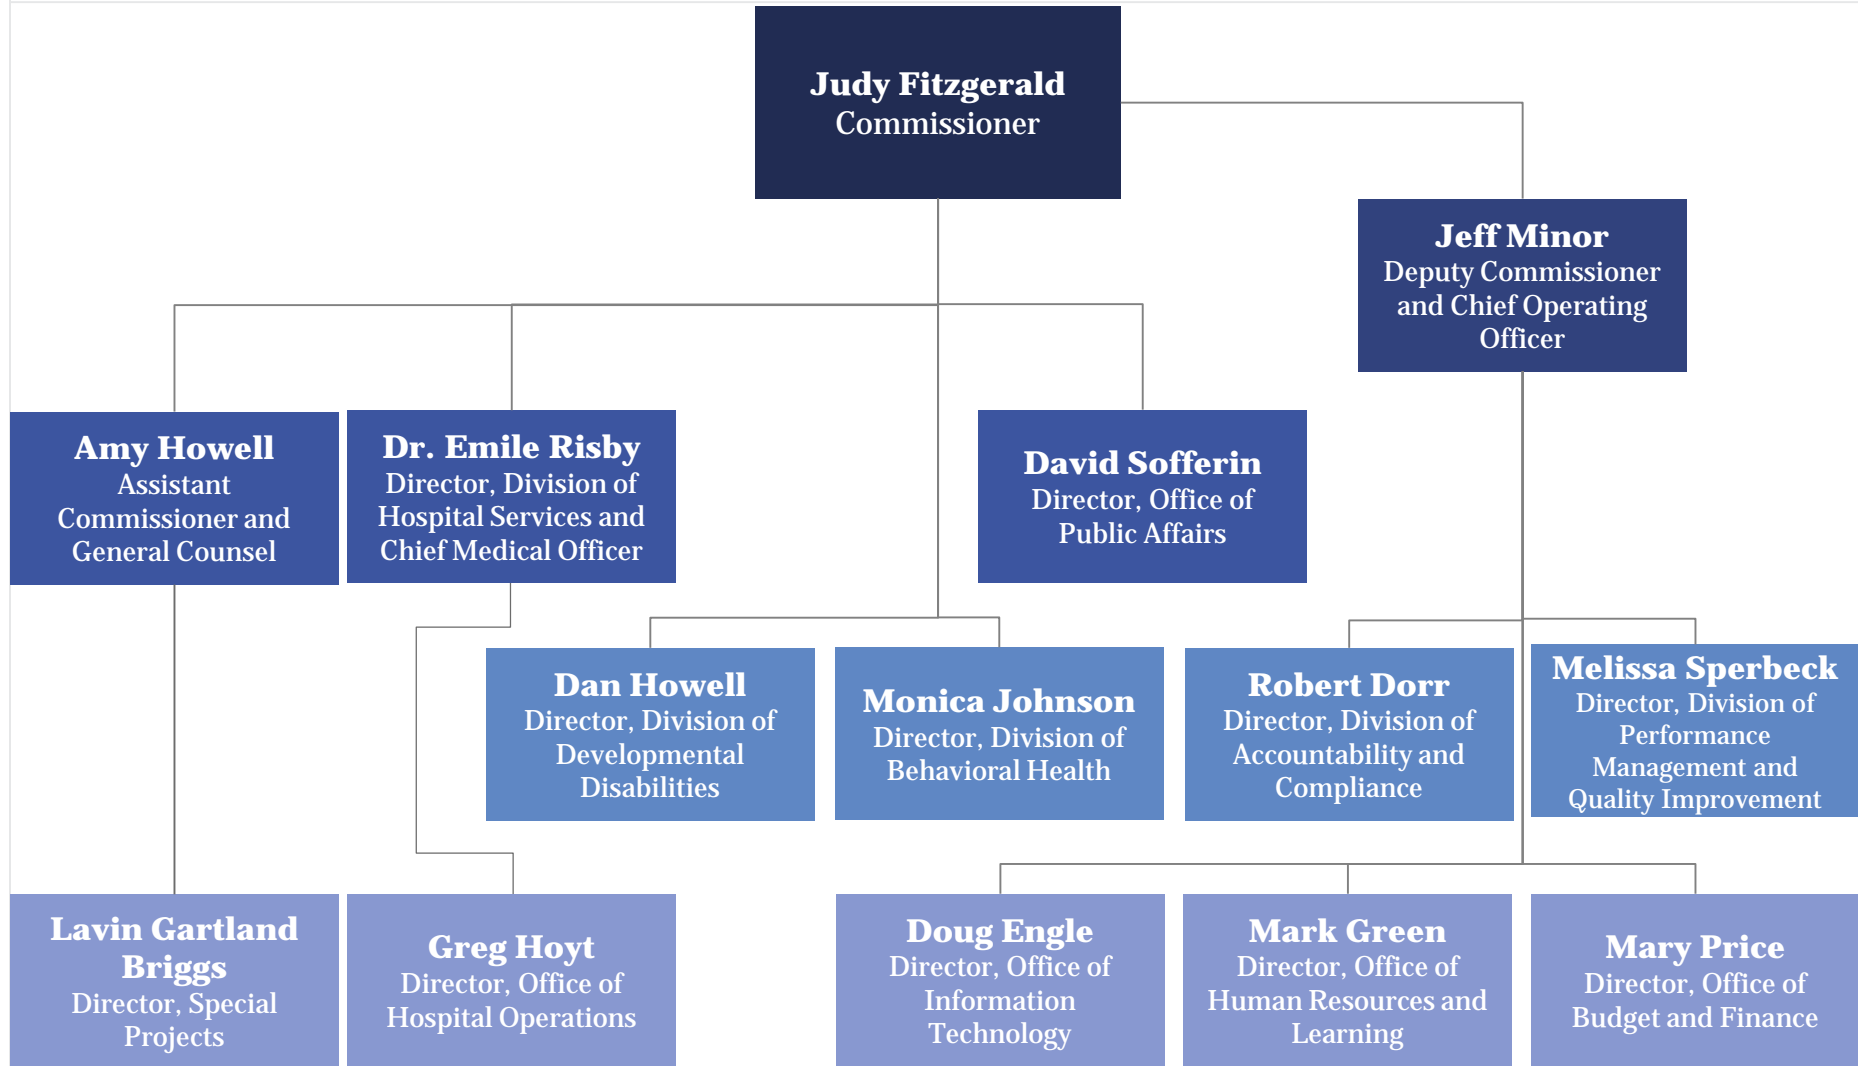 Judy Fitzgerald
Commissioner
Jeff Minor
Deputy Commissioner
and Chief Operating
Officer
Amy Howell
Assistant
Commissioner and
General Counsel
Dr. Emile Risby
Director, Division of
Hospital Services and
Chief Medical Officer
David Sofferin
Director, Office of
Public Affairs
Dan Howell
Director, Division of
Developmental
Disabilities
Monica Johnson
Director, Division of
Behavioral Health
Robert Dorr
Director, Division of
Accountability and
Compliance
Melissa Sperbeck
Director, Division of
Performance
Management and
Quality Improvement
Lavin Gartland
Briggs
Director, Special
Projects
Greg Hoyt
Director, Office of
Hospital Operations
Doug Engle
Director, Office of
Information
Technology
Mark Green
Director, Office of
Human Resources and
Learning
Mary Price
Director, Office of
Budget and Finance